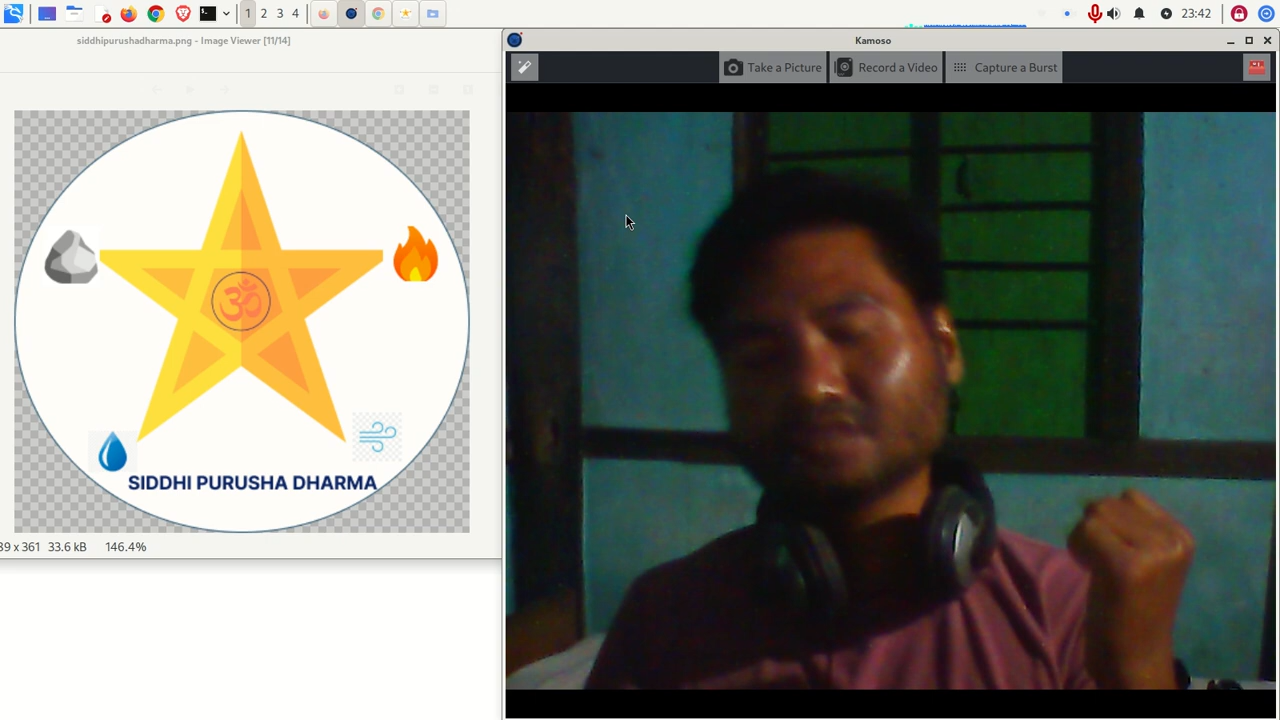 1 2 3 4
23:42
siddhipurushadharma.png - Image Viewer [11/14]
Kamoso
Take a Picture
Record a Video
Capture a Burst
ॐ
SIDDHI PURUSHA DHARMA
39 x 361 33.6 kB 146.4%